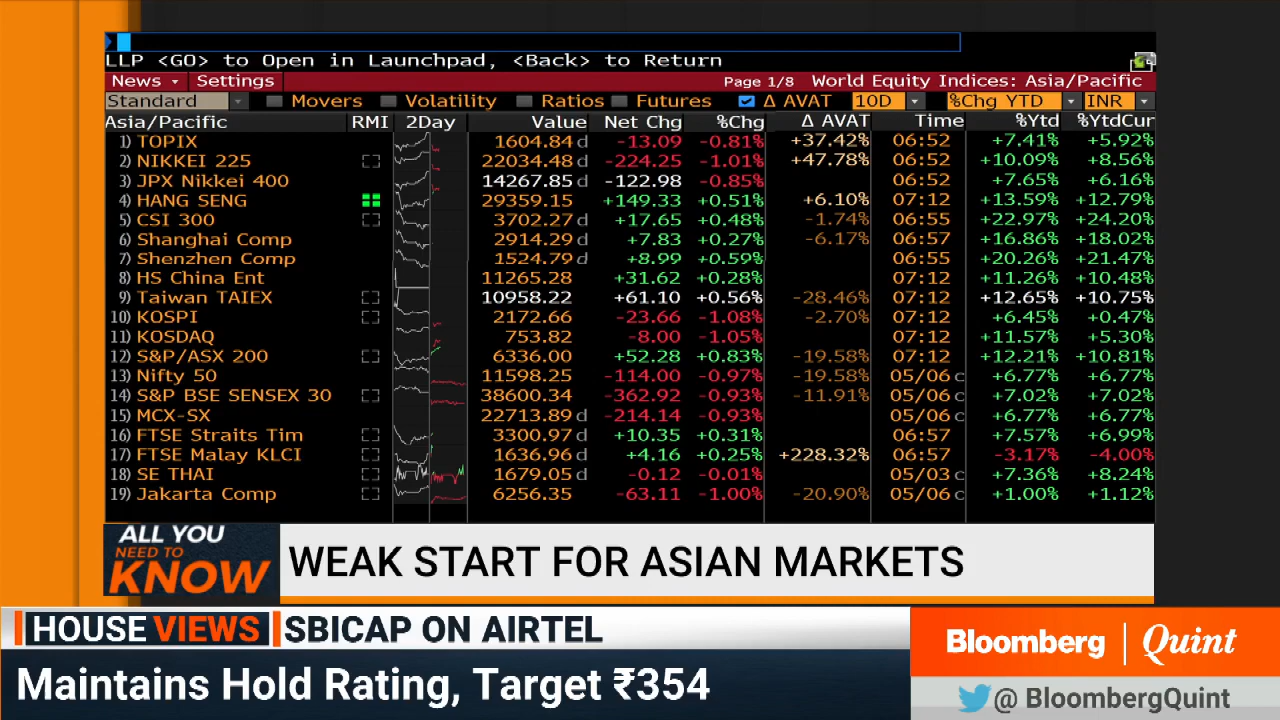 LLP <GO> to Open in Launchpad, <Back> to Return
News Settings Page 1/8 World Equity Indices: Asia/Pacific
Standard Movers Volatility Ratios Futures Δ AVAT 10D %Chg YTD INR
Asia/Pacific RMI 2Day Value Net Chg %Chg Δ AVAT Time %Ytd %YtdCur
1) TOPIX 1604.84 d -13.09 -0.81% +37.42% 06:52 +7.41% +5.92%
2) NIKKEI 225 22034.48 d -224.25 -1.01% +47.78% 06:52 +10.09% +8.56%
3) JPX Nikkei 400 14267.85 d -122.98 -0.85% 06:52 +7.65% +6.16%
4) HANG SENG 29359.15 +149.33 +0.51% +6.10% 07:12 +13.59% +12.79%
5) CSI 300 3702.27 d +17.65 +0.48% -1.74% 06:55 +22.97% +24.20%
6) Shanghai Comp 2914.29 d +7.83 +0.27% -6.17% 06:57 +16.86% +18.02%
7) Shenzhen Comp 1524.79 d +8.99 +0.59% 06:55 +20.26% +21.47%
8) HS China Ent 11265.28 +31.62 +0.28% 07:12 +11.26% +10.48%
9) Taiwan TAIEX 10958.22 +61.10 +0.56% -28.46% 07:12 +12.65% +10.75%
10) KOSPI 2172.66 -23.66 -1.08% -2.70% 07:12 +6.45% +0.47%
11) KOSDAQ 753.82 -8.00 -1.05% 07:12 +11.57% +5.30%
12) S&P/ASX 200 6336.00 +52.28 +0.83% -19.58% 07:12 +12.21% +10.81%
13) Nifty 50 11598.25 -114.00 -0.97% -19.58% 05/06 c +6.77% +6.77%
14) S&P BSE SENSEX 30 38600.34 -362.92 -0.93% -11.91% 05/06 c +7.02% +7.02%
15) MCX-SX 22713.89 d -214.14 -0.93% 05/06 c +6.77% +6.77%
16) FTSE Straits Tim 3300.97 d +10.35 +0.31% 06:57 +7.57% +6.99%
17) FTSE Malay KLCI 1636.96 d +4.16 +0.25% +228.32% 06:57 -3.17% -4.00%
18) SE THAI 1679.05 d -0.12 -0.01% 05/03 c +7.36% +8.24%
19) Jakarta Comp 6256.35 -63.11 -1.00% -20.90% 05/06 c +1.00% +1.12%
ALL YOU
NEED TO
KNOW
WEAK START FOR ASIAN MARKETS
HOUSE VIEWS SBICAP ON AIRTEL
Maintains Hold Rating, Target ₹354
Bloomberg | Quint
@ BloombergQuint